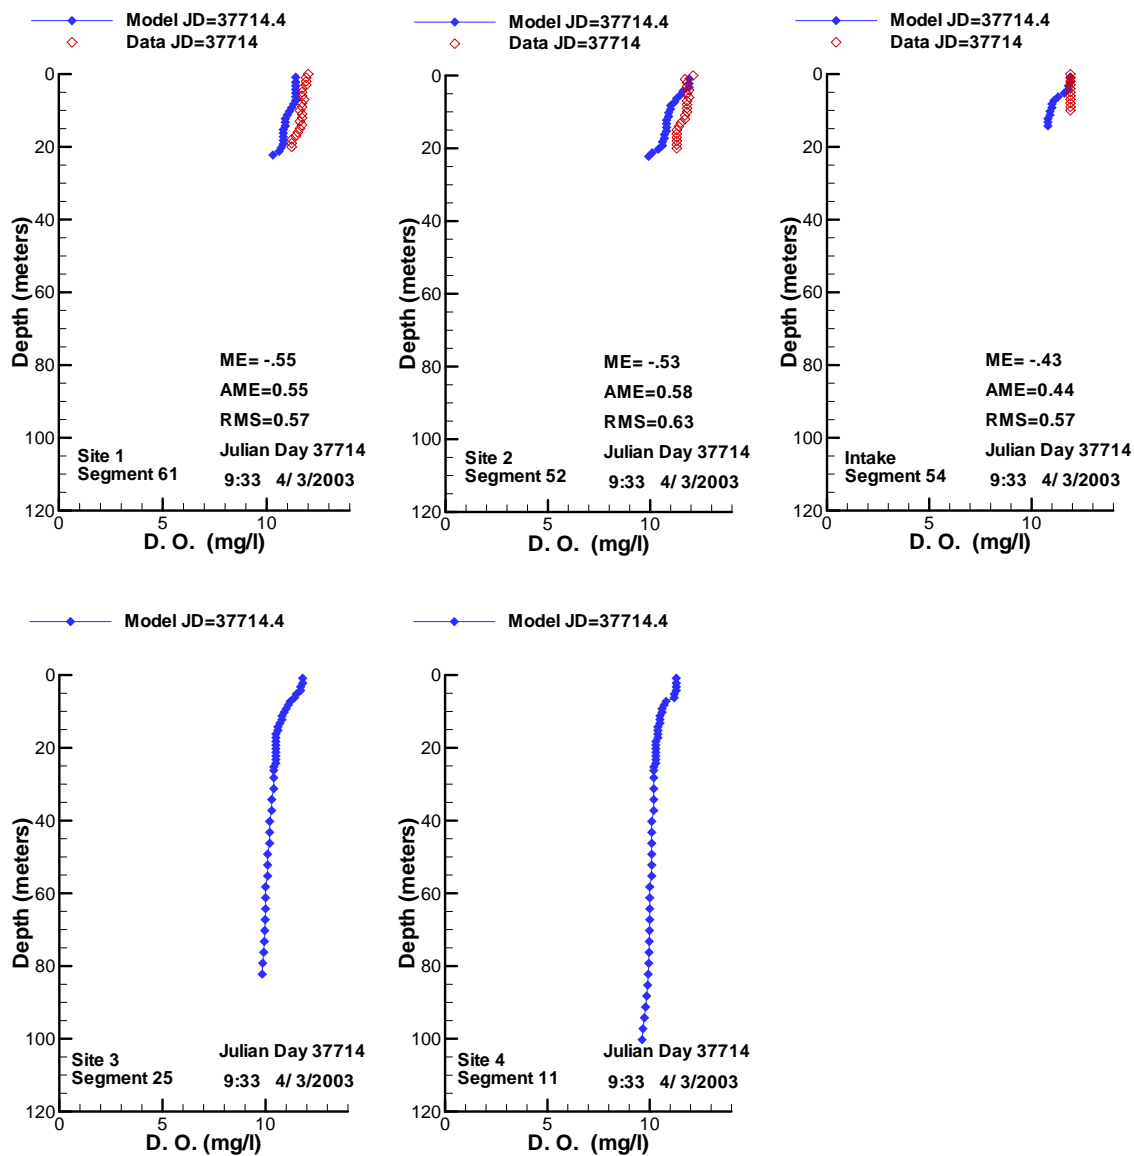 Model JD=37714.4
Data JD=37714
0
20
40
60
80
100
120
Depth (meters)
ME= -.55
AME=0.55
RMS=0.57
Julian Day 37714
9:33 4/ 3/2003
Site 1
Segment 61
0 5 10
D. O. (mg/l)
Model JD=37714.4
Data JD=37714
0
20
40
60
80
100
120
Depth (meters)
ME= -.53
AME=0.58
RMS=0.63
Julian Day 37714
9:33 4/ 3/2003
Site 2
Segment 52
0 5 10
D. O. (mg/l)
Model JD=37714.4
Data JD=37714
0
20
40
60
80
100
120
Depth (meters)
ME= -.43
AME=0.44
RMS=0.57
Julian Day 37714
9:33 4/ 3/2003
Intake
Segment 54
0 5 10
D. O. (mg/l)
Model JD=37714.4
0
20
40
60
80
100
120
Depth (meters)
Julian Day 37714
9:33 4/ 3/2003
Site 3
Segment 25
0 5 10
D. O. (mg/l)
Model JD=37714.4
0
20
40
60
80
100
120
Depth (meters)
Julian Day 37714
9:33 4/ 3/2003
Site 4
Segment 11
0 5 10
D. O. (mg/l)